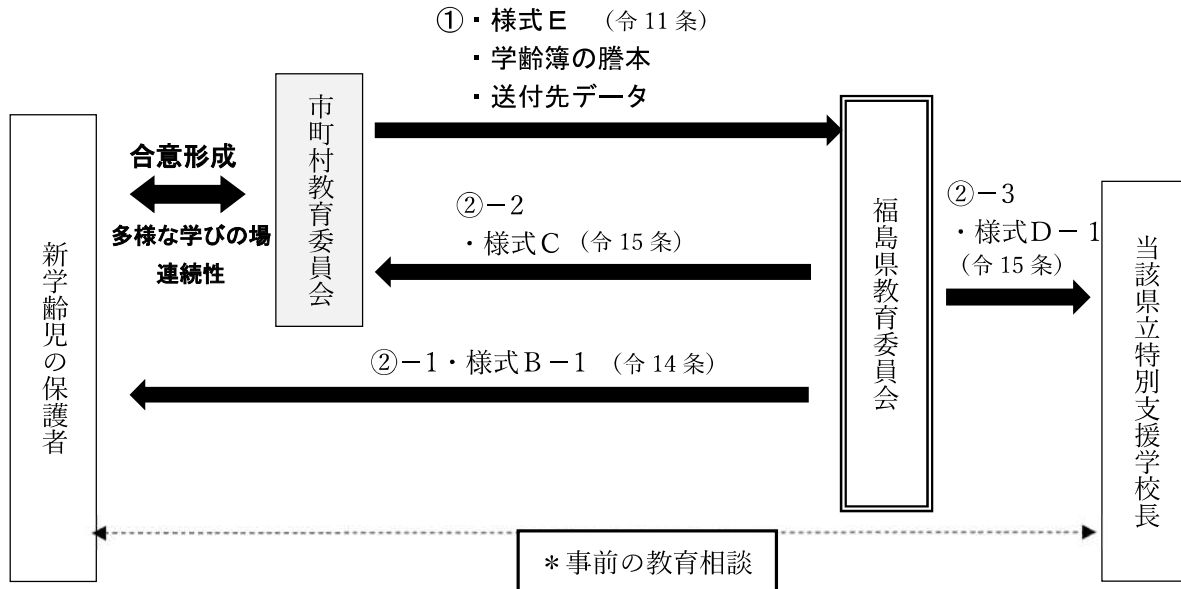 ①・様式E （令 11 条）
・学齢簿の謄本
・送付先データ
新学齢児の保護者
合意形成
多様な学びの場
連続性
市町村教育委員会
②－2
・様式C （令 15 条）
②－1・様式B－1 （令 14 条）
福島県教育委員会
②－3
・様式D－1
（令 15 条）
当該県立特別支援学校長
＊事前の教育相談